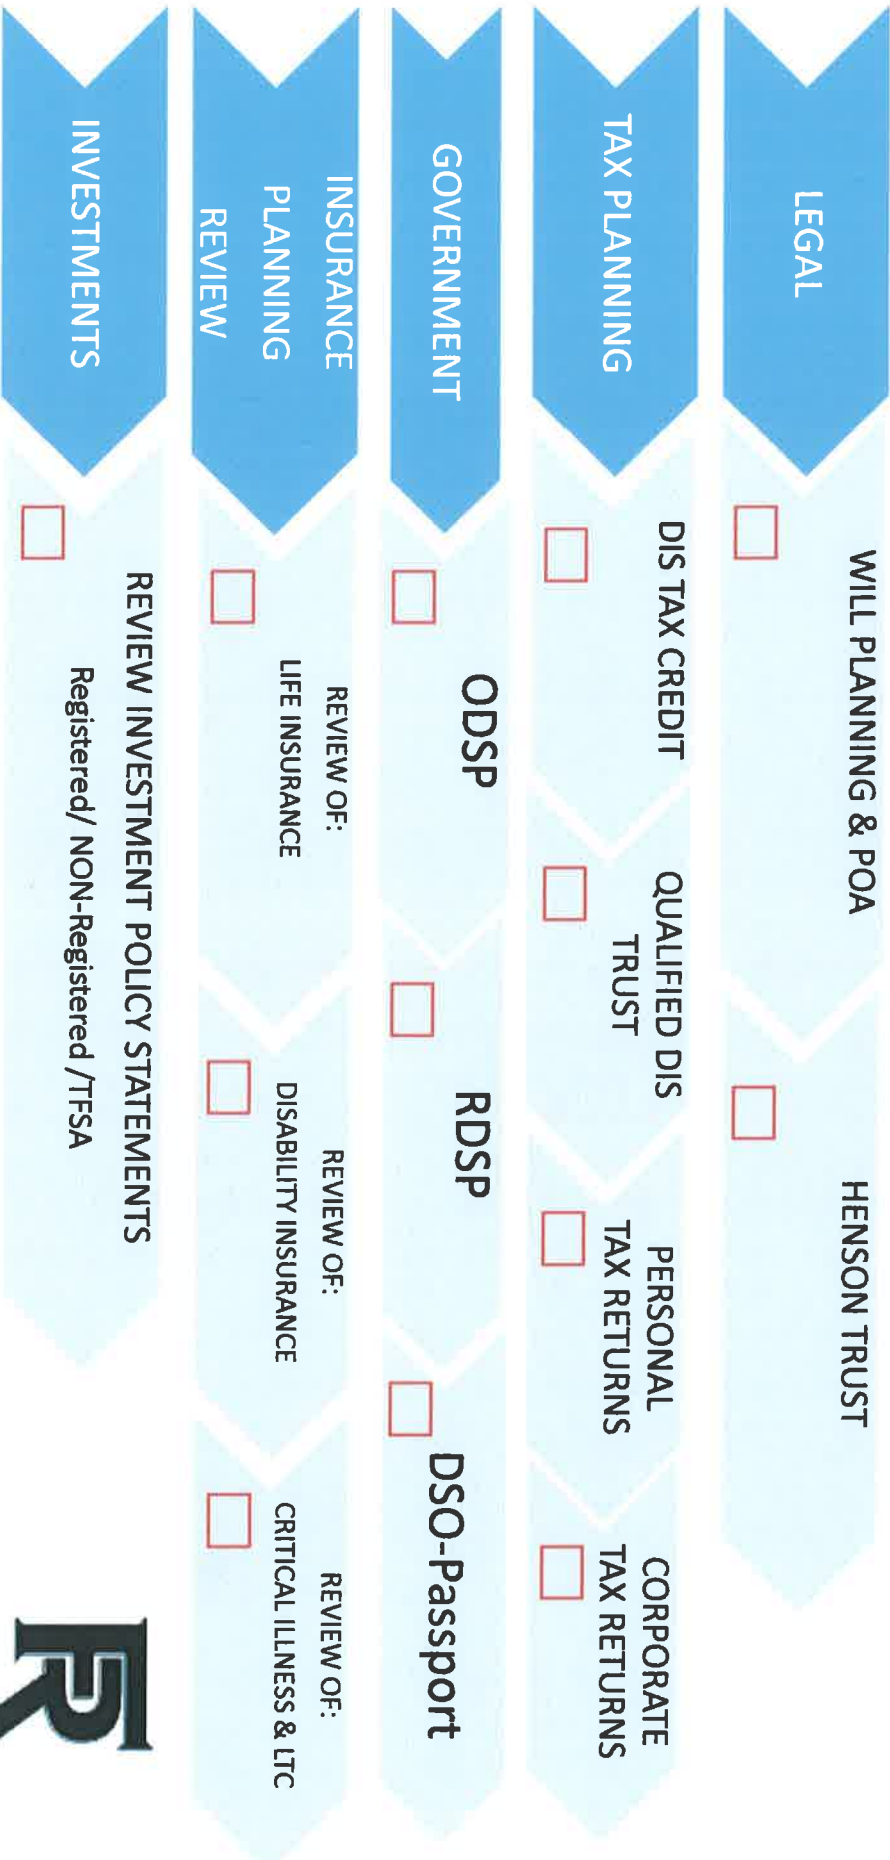 LEGAL
WILL PLANNING & POA
HENSON TRUST
TAX PLANNING
DIS TAX CREDIT
QUALIFIED DIS
TRUST
PERSONAL
TAX RETURNS
CORPORATE
TAX RETURNS
GOVERNMENT
ODSP
RDSP
DSO-Passport
INSURANCE
PLANNING
REVIEW
REVIEW OF:
LIFE INSURANCE
REVIEW OF:
DISABILITY INSURANCE
REVIEW OF:
CRITICAL ILLNESS & LTC
INVESTMENTS
REVIEW INVESTMENT POLICY STATEMENTS
Registered/ NON-Registered /TFSA
FR